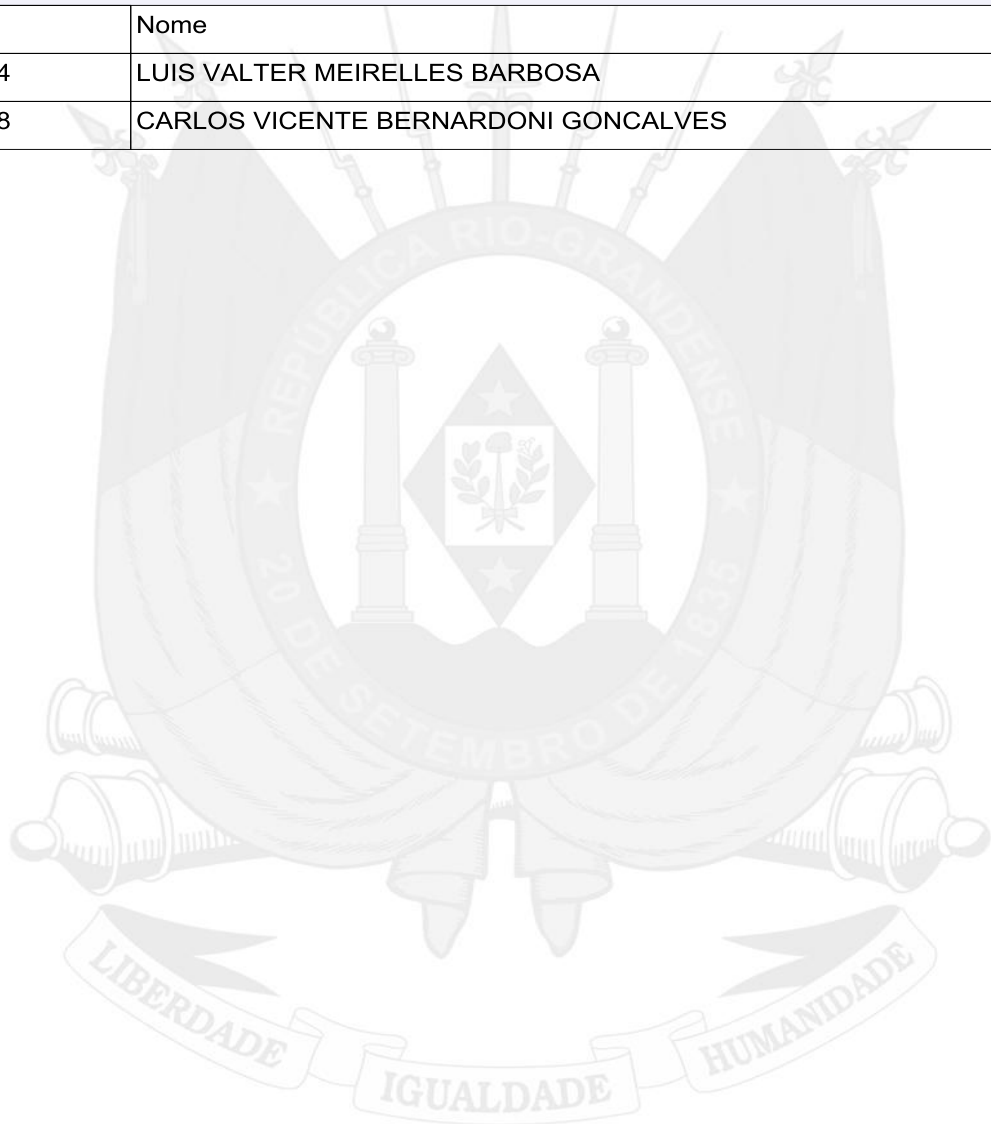 Nome
4 LUIS VALTER MEIRELLES BARBOSA
8 CARLOS VICENTE BERNARDONI GONCALVES
REPÚBLICA RIO-GRANDENSE
20 DE SETEMBRO DE 1835
LIBERDADE IGUALDADE HUMANIDADE